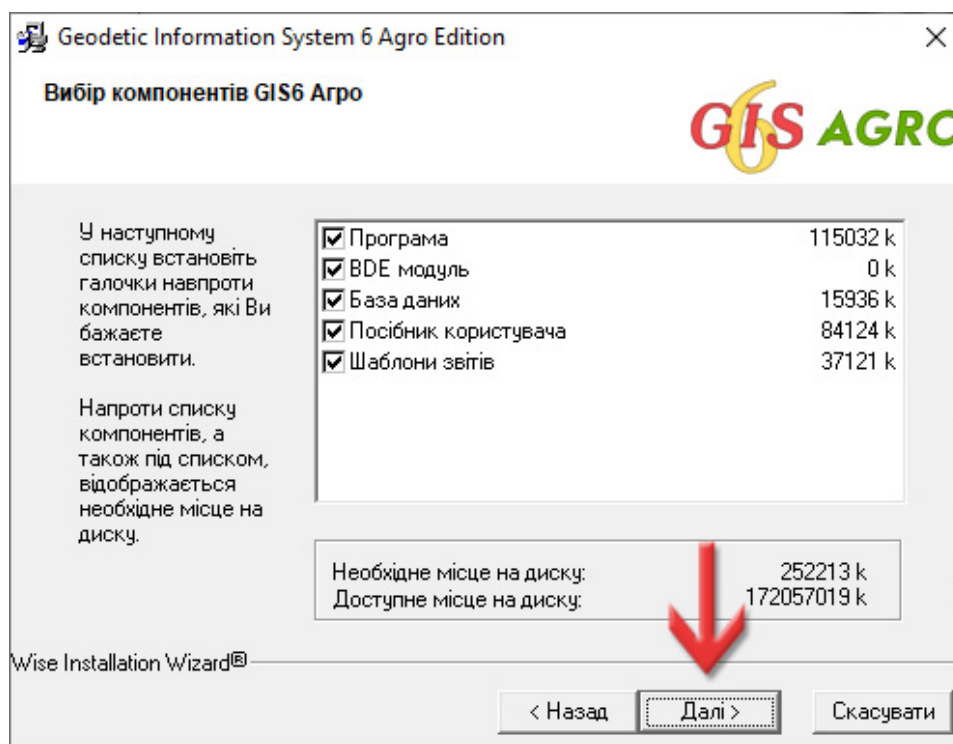 Geodetic Information System 6 Agro Edition
Вибір компонентів GIS6 Агро
GIS 6 AGRO
У наступному
списку встановіть
галочки навпроти
компонентів, які Ви
бажаєте
встановити.
Напроти списку
компонентів, а
також під списком,
відображається
необхідне місце на
диску.
Програма 115032 k
BDE модуль 0 k
База даних 15936 k
Посібник користувача 84124 k
Шаблони звітів 37121 k
Необхідне місце на диску: 252213 k
Доступне місце на диску: 172057019 k
Wise Installation Wizard®
< Назад Далі > Скасувати